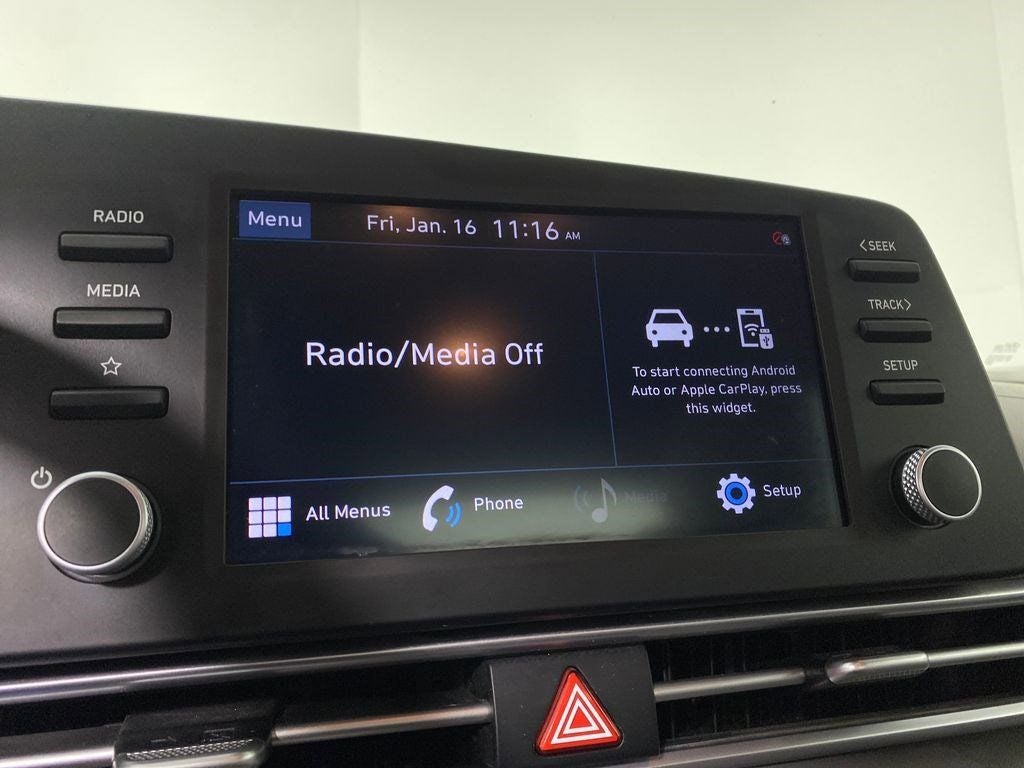 RADIO
MEDIA
Menu
Fri, Jan. 16 11:16 AM
Radio/Media Off
To start connecting Android
Auto or Apple CarPlay, press
this widget.
All Menus
Phone
Media
Setup
<SEEK
TRACK>
SETUP